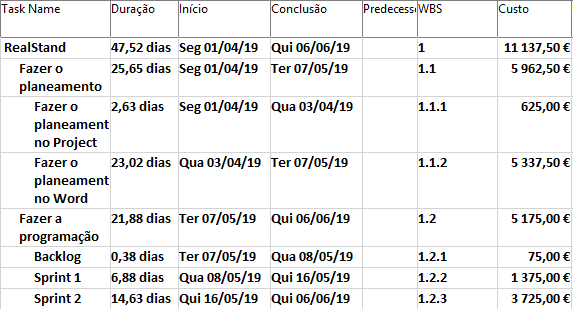 Task Name Duração Início Conclusão Predecess WBS Custo
RealStand 47,52 dias Seg 01/04/19 Qui 06/06/19 1 11 137,50 €
Fazer o 25,65 dias Seg 01/04/19 Ter 07/05/19 1.1 5 962,50 €
planeamento
Fazer o 2,63 dias Seg 01/04/19 Qua 03/04/19 1.1.1 625,00 €
planeament
no Project
Fazer o 23,02 dias Qua 03/04/19 Ter 07/05/19 1.1.2 5 337,50 €
planeament
no Word
Fazer a 21,88 dias Ter 07/05/19 Qui 06/06/19 1.2 5 175,00 €
programação
Backlog 0,38 dias Ter 07/05/19 Qua 08/05/19 1.2.1 75,00 €
Sprint 1 6,88 dias Qua 08/05/19 Qui 16/05/19 1.2.2 1 375,00 €
Sprint 2 14,63 dias Qui 16/05/19 Qui 06/06/19 1.2.3 3 725,00 €